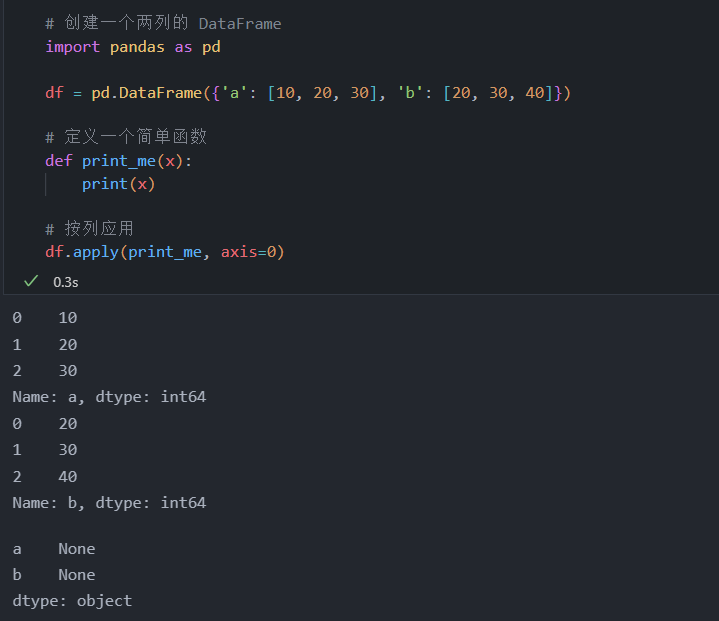 # 创建一个两列的 DataFrame
import pandas as pd
df = pd.DataFrame({'a': [10, 20, 30], 'b': [20, 30, 40]})
# 定义一个简单函数
def print_me(x):
    print(x)
# 按列应用
df.apply(print_me, axis=0)
✓ 0.3s
0    10
1    20
2    30
Name: a, dtype: int64
0    20
1    30
2    40
Name: b, dtype: int64
a    None
b    None
dtype: object